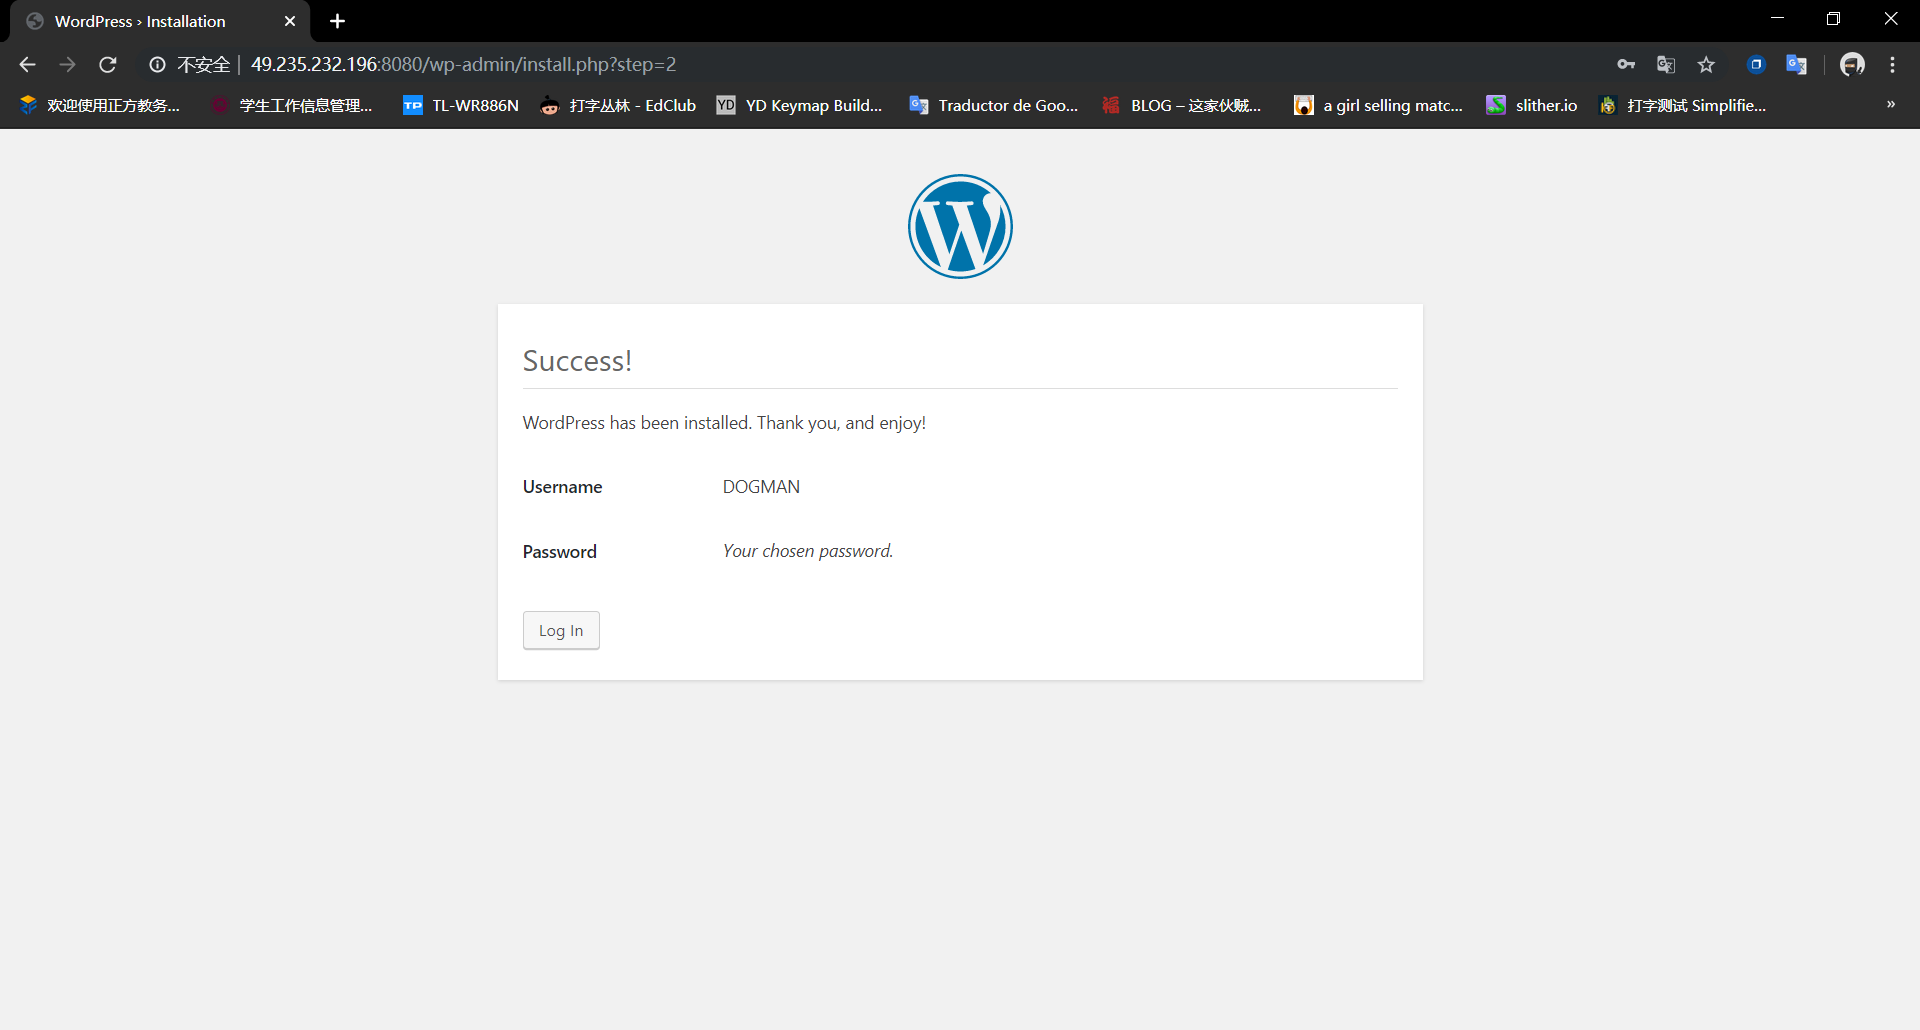 WordPress › Installation
不安全 | 49.235.232.196:8080/wp-admin/install.php?step=2
欢迎使用正方教务... 学生工作信息管理... TP TL-WR886N 打字丛林 - EdClub YD YD Keymap Build... Traductor de Goo... 福 BLOG – 这家伙贼... a girl selling matc... slither.io 打字测试 Simplifie... »
W
Success!
WordPress has been installed. Thank you, and enjoy!
Username DOGMAN
Password Your chosen password.
Log In